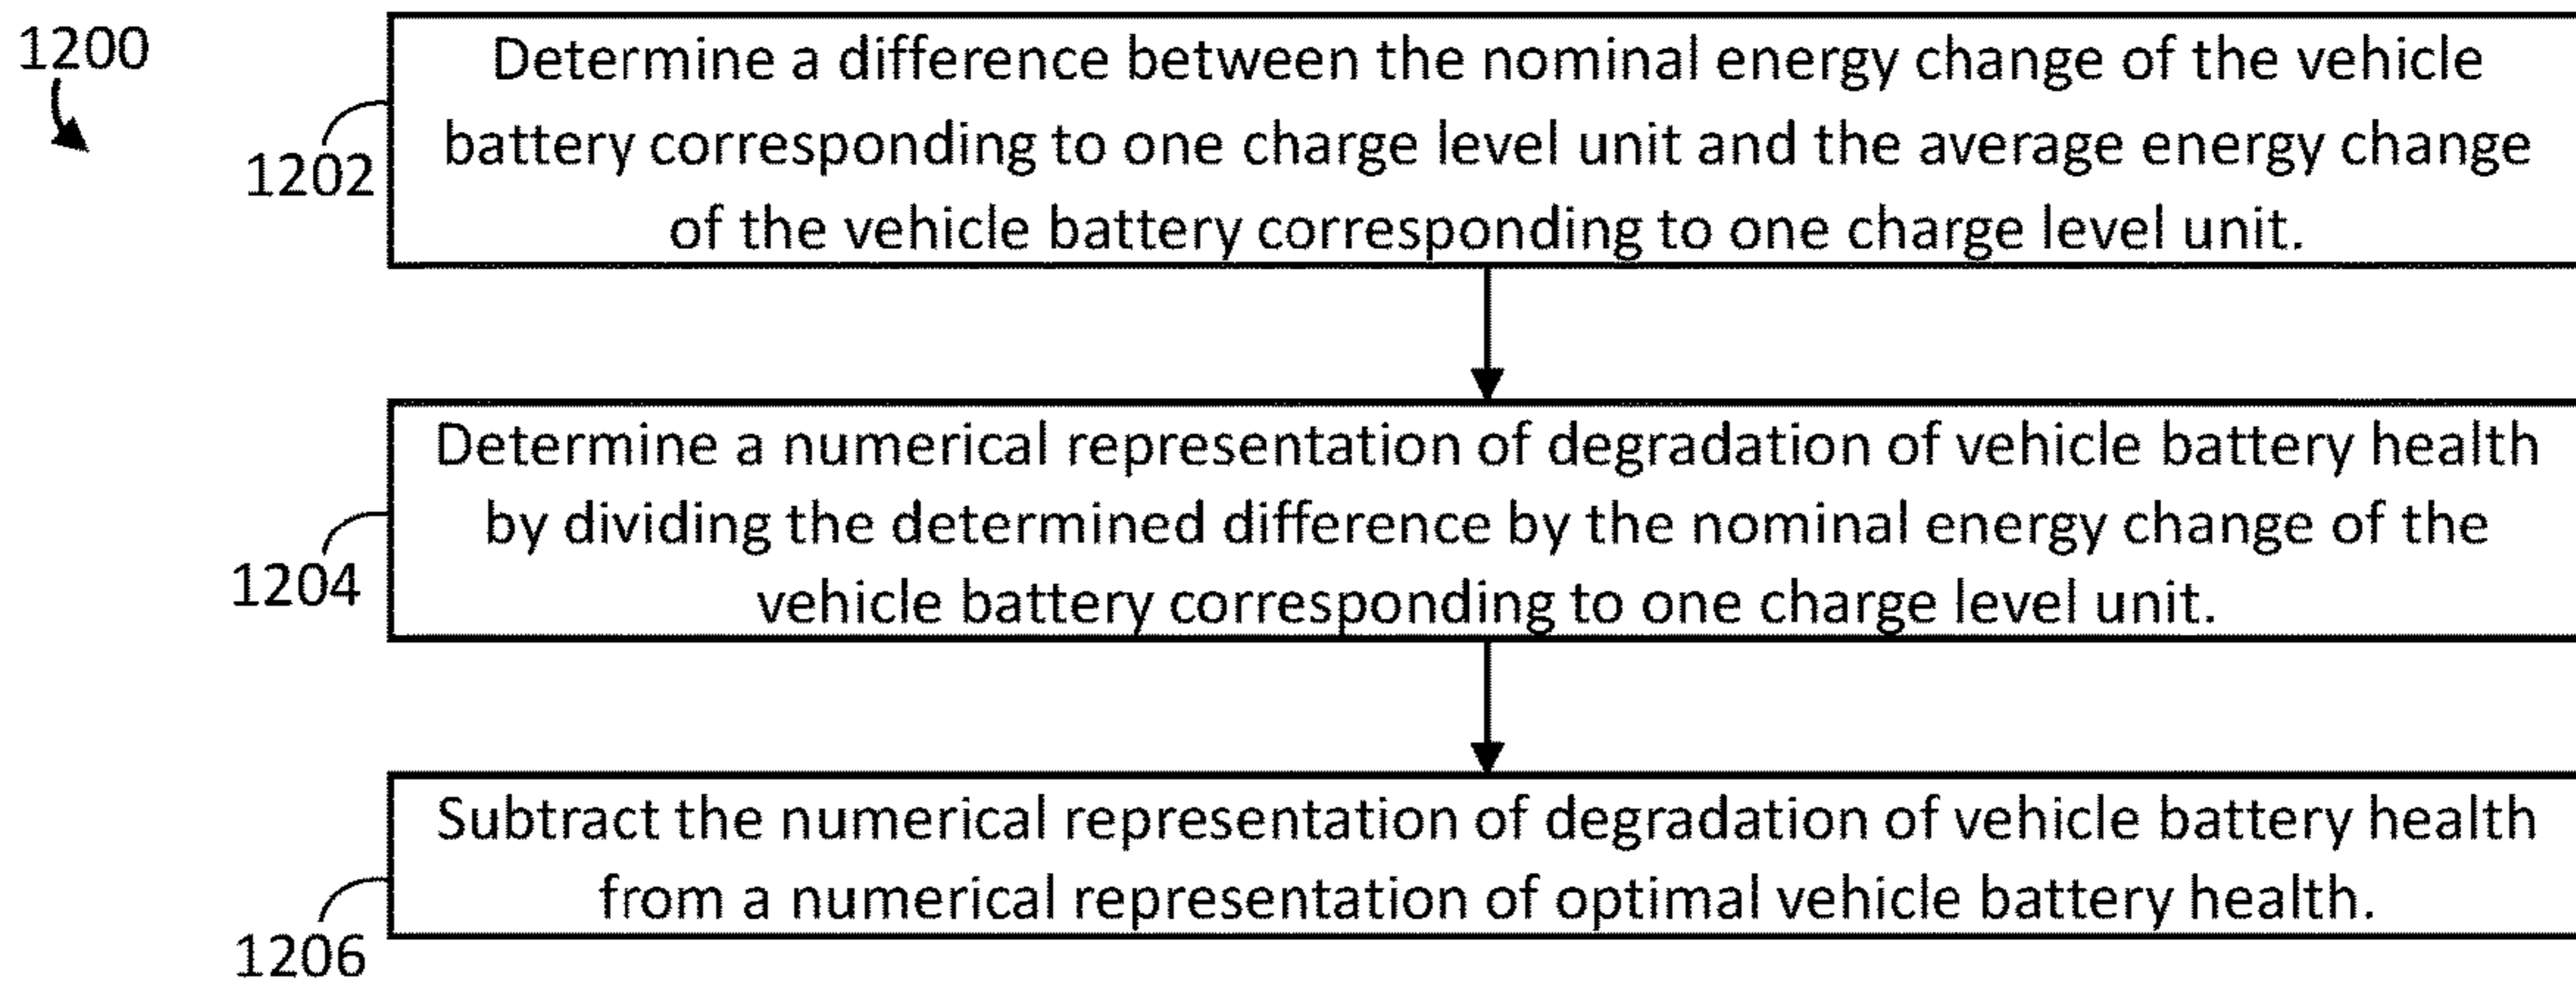 1200
Determine a difference between the nominal energy change of the vehicle
battery corresponding to one charge level unit and the average energy change
of the vehicle battery corresponding to one charge level unit.
1202
Determine a numerical representation of degradation of vehicle battery health
by dividing the determined difference by the nominal energy change of the
vehicle battery corresponding to one charge level unit.
1204
Subtract the numerical representation of degradation of vehicle battery health
from a numerical representation of optimal vehicle battery health.
1206